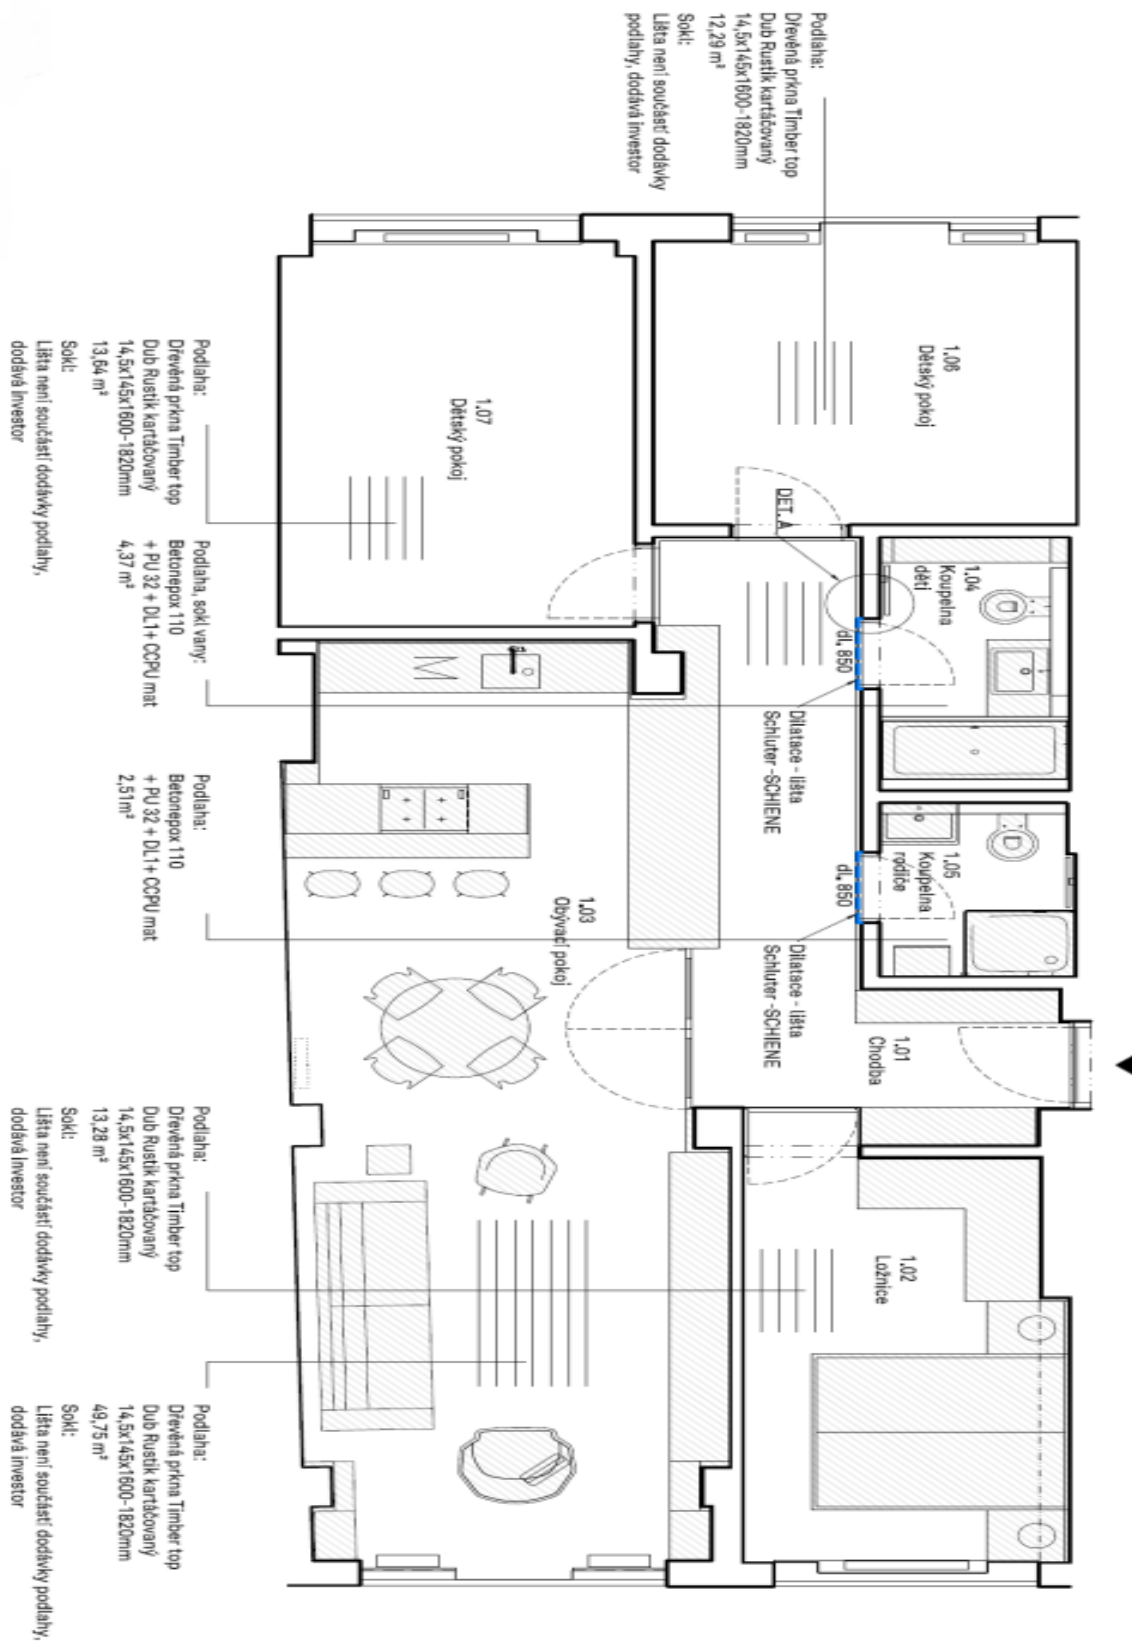 Podlaha:
Dřevěná prkna Timber top
Dub Rustik kartáčovaný
14,5x145x1600-1820mm
12,29 m²
Sokl:
Lišta není součástí dodávky
podlahy, dodává investor
1.06
Dětský pokoj
1.07
Dětský pokoj
DET. A
1.04
Koupelna
děti
dl. 850
Dilatace - lišta
Schluter -SCHIENE
1.05
Koupelna
rodiče
dl. 850
Dilatace - lišta
Schluter -SCHIENE
1.01
Chodba
M
1.03
Obývací pokoj
1.02
Ložnice
Podlaha:
Dřevěná prkna Timber top
Dub Rustik kartáčovaný
14,5x145x1600-1820mm
13,64 m²
Sokl:
Lišta není součástí dodávky podlahy,
dodává investor
Podlaha, sokl vany:
Betonepox 110
+ PU 32 + DL1+ CCPU mat
4,37 m²
Podlaha:
Betonepox 110
+ PU 32 + DL1+ CCPU mat
2,51m²
Podlaha:
Dřevěná prkna Timber top
Dub Rustik kartáčovaný
14,5x145x1600-1820mm
13,28 m²
Sokl:
Lišta není součástí dodávky podlahy,
dodává investor
Podlaha:
Dřevěná prkna Timber top
Dub Rustik kartáčovaný
14,5x145x1600-1820mm
49,75 m²
Sokl:
Lišta není součástí dodávky podlahy,
dodává investor